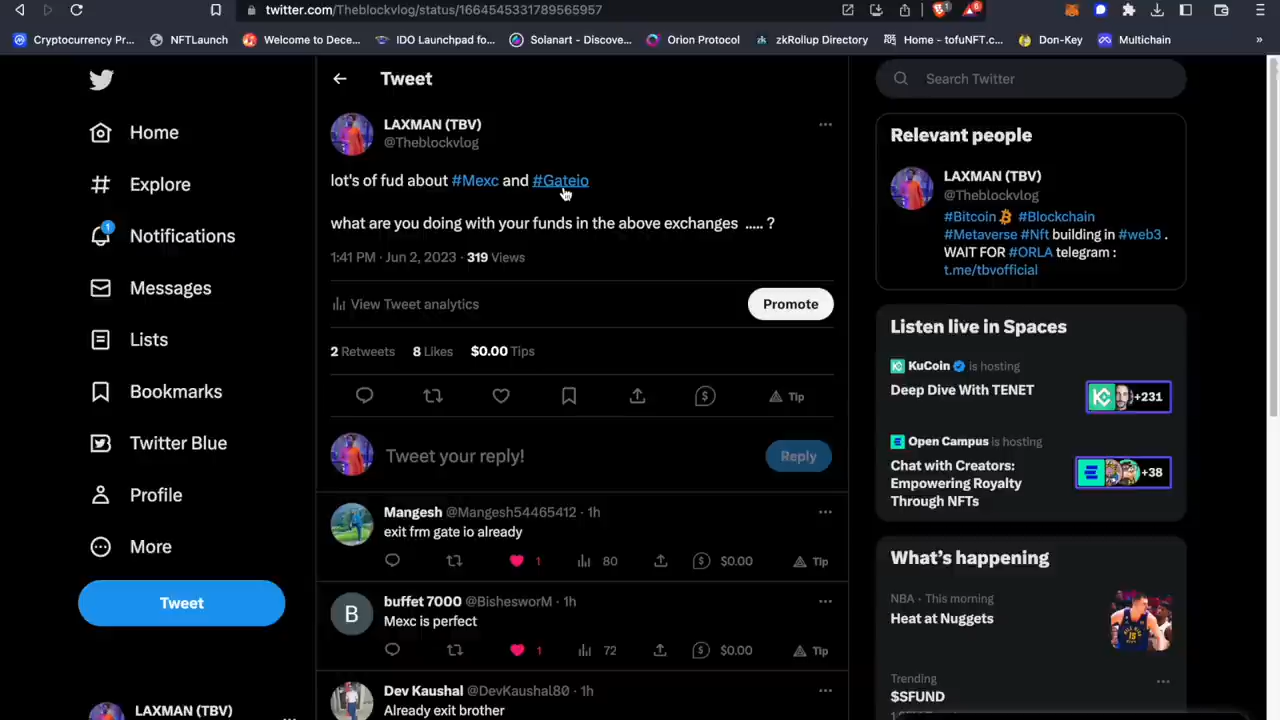 twitter.com/Theblockvlog/status/1664545331789565957
Cryptocurrency Pr...
NFTLaunch
Welcome to Dece...
IDO Launchpad fo...
Solanart - Discove...
Orion Protocol
zkRollup Directory
Home - tofuNFT.c...
Don-Key
Multichain
»
Home
Explore
1
Notifications
Messages
Lists
Bookmarks
Twitter Blue
Profile
More
Tweet
LAXMAN (TBV)
Tweet
LAXMAN (TBV)
@Theblockvlog
lot's of fud about #Mexc and #Gateio
what are you doing with your funds in the above exchanges ..... ?
1:41 PM · Jun 2, 2023 · 319 Views
View Tweet analytics
Promote
2 Retweets 8 Likes $0.00 Tips
Tip
Tweet your reply!
Reply
Mangesh @Mangesh54465412 · 1h
exit frm gate io already
1 80 $0.00 Tip
B
buffet 7000 @BishesworM · 1h
Mexc is perfect
1 72 $0.00 Tip
Dev Kaushal @DevKaushal80 · 1h
Already exit brother
Search Twitter
Relevant people
LAXMAN (TBV)
@Theblockvlog
#Bitcoin #Blockchain
#Metaverse #Nft building in #web3 .
WAIT FOR #ORLA telegram :
t.me/tbvofficial
Listen live in Spaces
KuCoin is hosting
Deep Dive With TENET
+231
Open Campus is hosting
Chat with Creators:
Empowering Royalty
Through NFTs
+38
What's happening
NBA · This morning
Heat at Nuggets
Trending
$SFUND